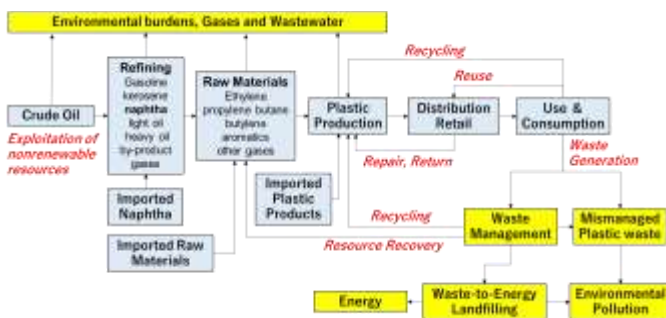 Environmental burdens, Gases and Wastewater
Recycling
Reuse
Refining
Gasoline
kerosene
naphtha
light oil
heavy oil
by-product
gases
Raw Materials
Ethylene
propylene butane
butylene
aromatics
other gases
Crude Oil
Plastic
Production
Distribution
Retail
Use &
Consumption
Exploitation of
nonrenewable
resources
Repair, Return
Waste
Generation
Imported
Naphtha
Imported
Plastic
Products
Imported Raw
Materials
Recycling
Resource Recovery
Waste
Management
Mismanaged
Plastic waste
Energy
Waste-to-Energy
Landfilling
Environmental
Pollution